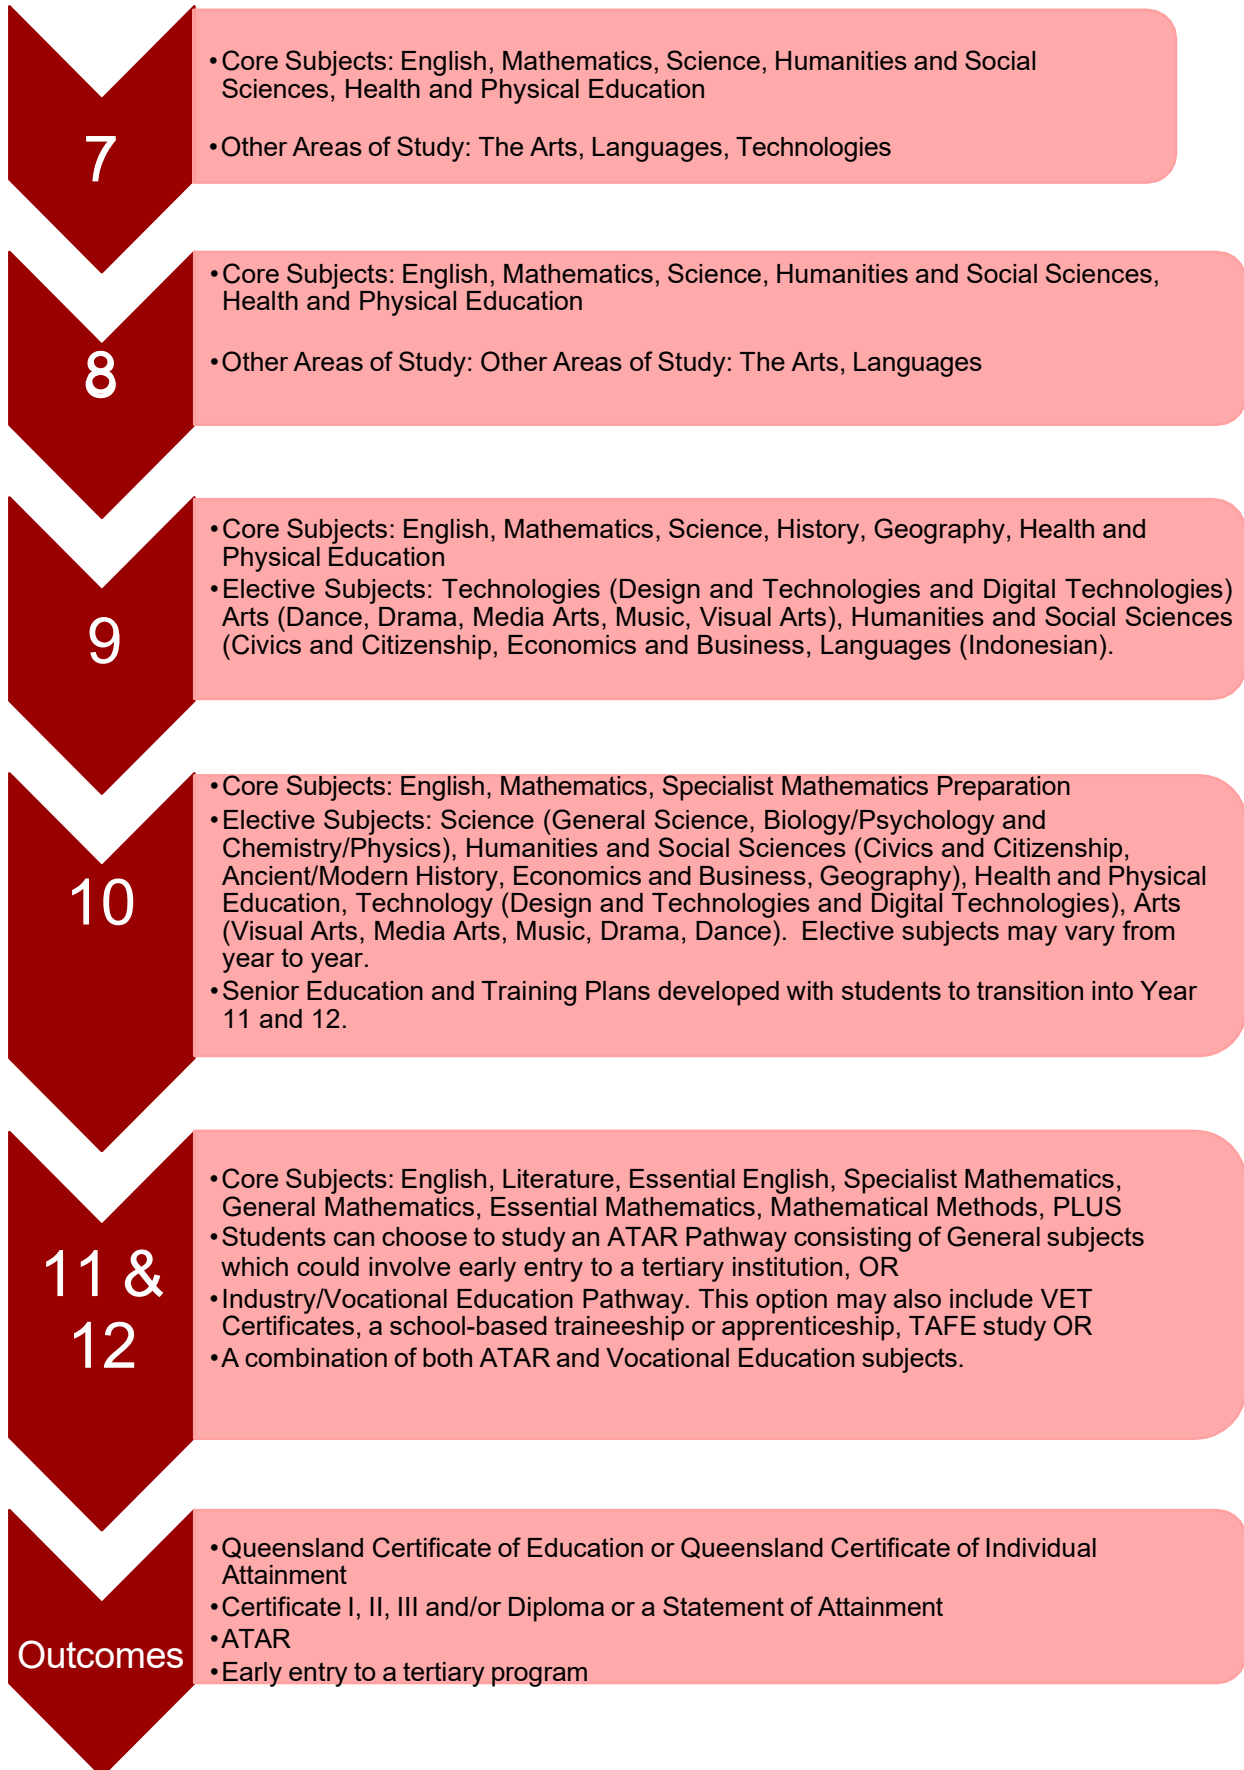 7
•Core Subjects: English, Mathematics, Science, Humanities and Social
Sciences, Health and Physical Education
•Other Areas of Study: The Arts, Languages, Technologies
8
•Core Subjects: English, Mathematics, Science, Humanities and Social Sciences,
Health and Physical Education
•Other Areas of Study: Other Areas of Study: The Arts, Languages
9
•Core Subjects: English, Mathematics, Science, History, Geography, Health and
Physical Education
•Elective Subjects: Technologies (Design and Technologies and Digital Technologies)
Arts (Dance, Drama, Media Arts, Music, Visual Arts), Humanities and Social Sciences
(Civics and Citizenship, Economics and Business, Languages (Indonesian).
10
•Core Subjects: English, Mathematics, Specialist Mathematics Preparation
•Elective Subjects: Science (General Science, Biology/Psychology and
Chemistry/Physics), Humanities and Social Sciences (Civics and Citizenship,
Ancient/Modern History, Economics and Business, Geography), Health and Physical
Education, Technology (Design and Technologies and Digital Technologies), Arts
(Visual Arts, Media Arts, Music, Drama, Dance).  Elective subjects may vary from
year to year.
•Senior Education and Training Plans developed with students to transition into Year
11 and 12.
11 &
12
•Core Subjects: English, Literature, Essential English, Specialist Mathematics,
General Mathematics, Essential Mathematics, Mathematical Methods, PLUS
•Students can choose to study an ATAR Pathway consisting of General subjects
which could involve early entry to a tertiary institution, OR
•Industry/Vocational Education Pathway. This option may also include VET
Certificates, a school-based traineeship or apprenticeship, TAFE study OR
•A combination of both ATAR and Vocational Education subjects.
Outcomes
•Queensland Certificate of Education or Queensland Certificate of Individual
Attainment
•Certificate I, II, III and/or Diploma or a Statement of Attainment
•ATAR
•Early entry to a tertiary program